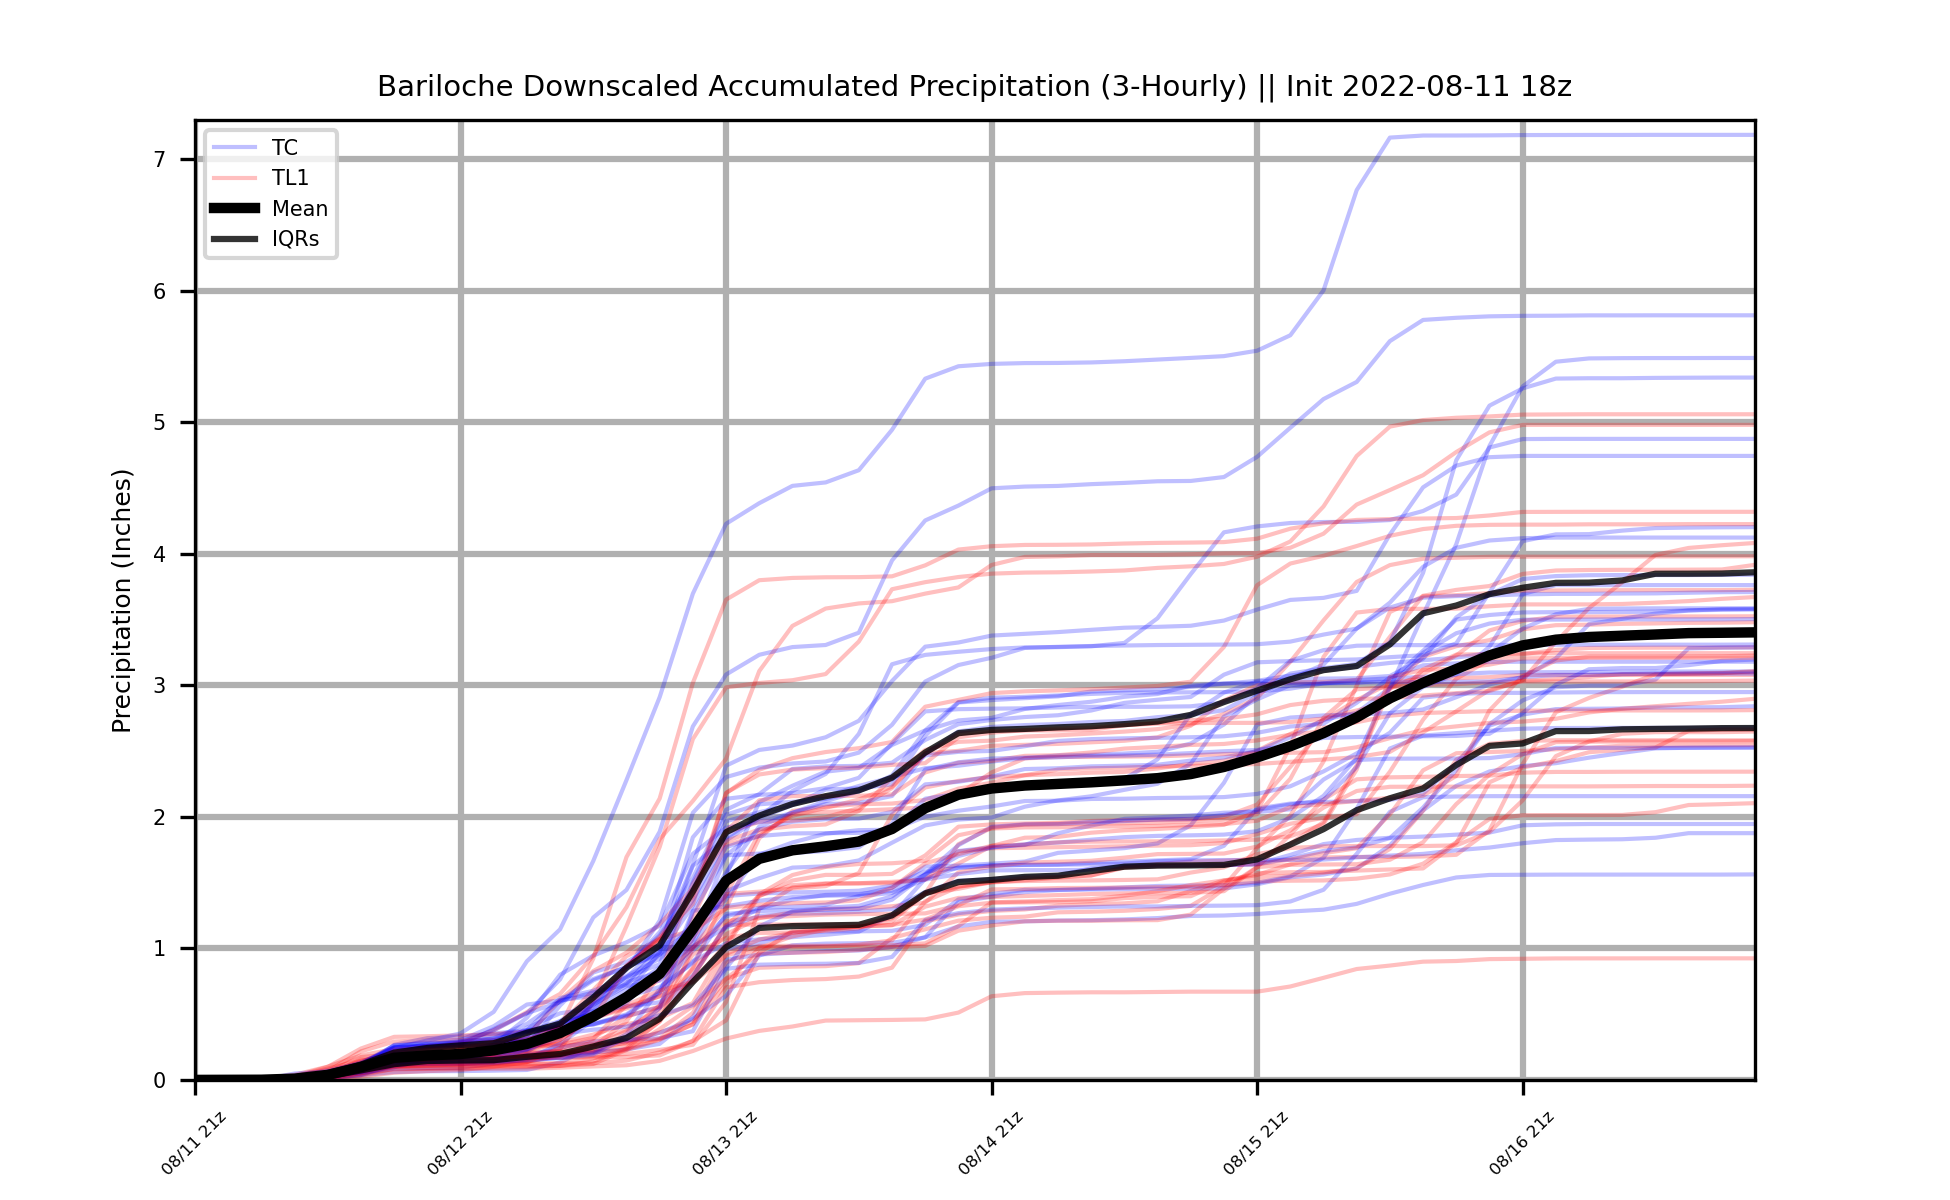 Bariloche Downscaled Accumulated Precipitation (3-Hourly) || Init 2022-08-11 18z
TC
TL1
Mean
IQRs
Precipitation (Inches)
7
6
5
4
3
2
1
0
08/11 21z
08/12 21z
08/13 21z
08/14 21z
08/15 21z
08/16 21z